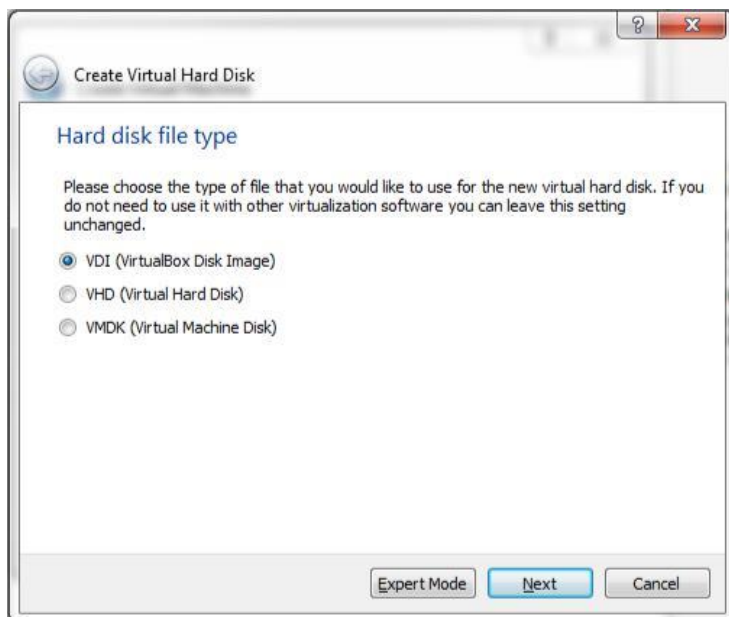 Create Virtual Hard Disk
Hard disk file type
Please choose the type of file that you would like to use for the new virtual hard disk. If you
do not need to use it with other virtualization software you can leave this setting
unchanged.
VDI (VirtualBox Disk Image)
VHD (Virtual Hard Disk)
VMDK (Virtual Machine Disk)
Expert Mode Next Cancel